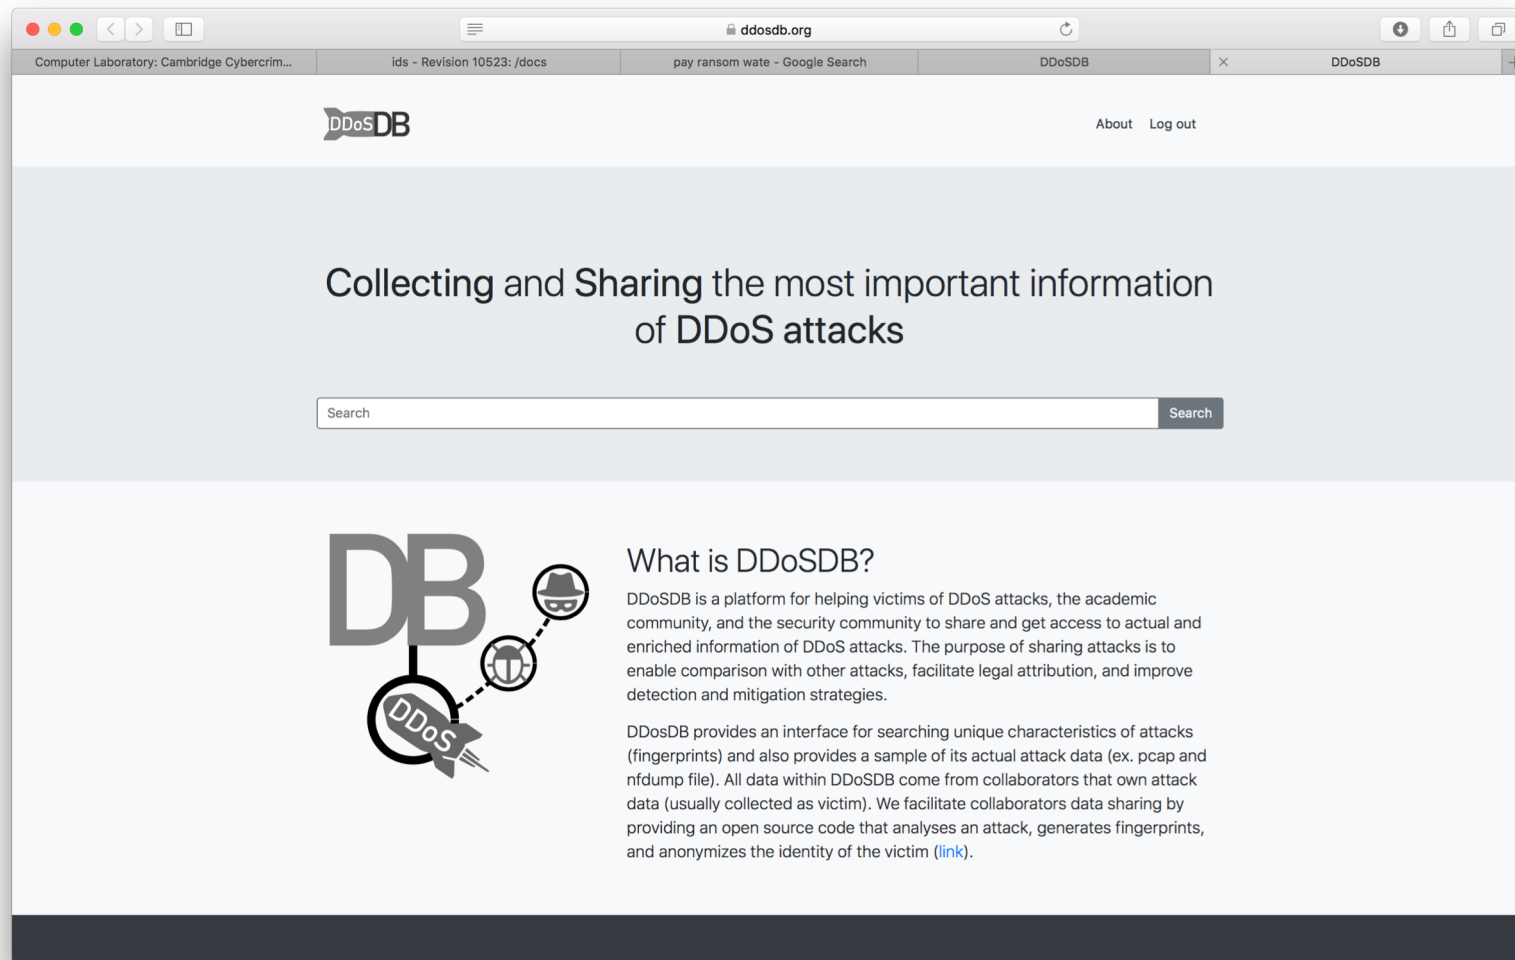 ddosdb.org
Computer Laboratory: Cambridge Cybercrim...
ids - Revision 10523: /docs
pay ransom wate - Google Search
DDoSDB
DDoSDB
DDoSDB
About
Log out
Collecting and Sharing the most important information
of DDoS attacks
Search
Search
DB
DDoS
What is DDoSDB?
DDoSDB is a platform for helping victims of DDoS attacks, the academic
community, and the security community to share and get access to actual and
enriched information of DDoS attacks. The purpose of sharing attacks is to
enable comparison with other attacks, facilitate legal attribution, and improve
detection and mitigation strategies.
DDosDB provides an interface for searching unique characteristics of attacks
(fingerprints) and also provides a sample of its actual attack data (ex. pcap and
nfdump file). All data within DDoSDB come from collaborators that own attack
data (usually collected as victim). We facilitate collaborators data sharing by
providing an open source code that analyses an attack, generates fingerprints,
and anonymizes the identity of the victim (link).